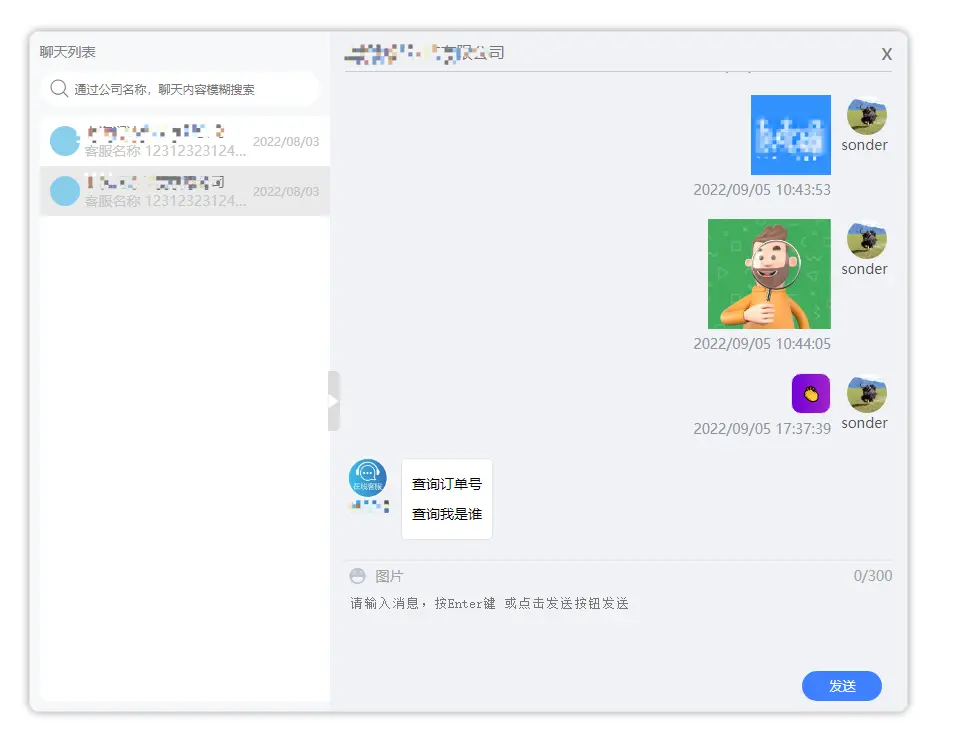 聊天列表
通过公司名称，聊天内容模糊搜索
2022/08/03
客服名称 12312323124...
2022/08/03
客服名称 12312323124...
有限公司
X
sonder
2022/09/05 10:43:53
sonder
2022/09/05 10:44:05
sonder
2022/09/05 17:37:39
在线客服
查询订单号
查询我是谁
图片
0/300
请输入消息，按Enter键 或点击发送按钮发送
发送